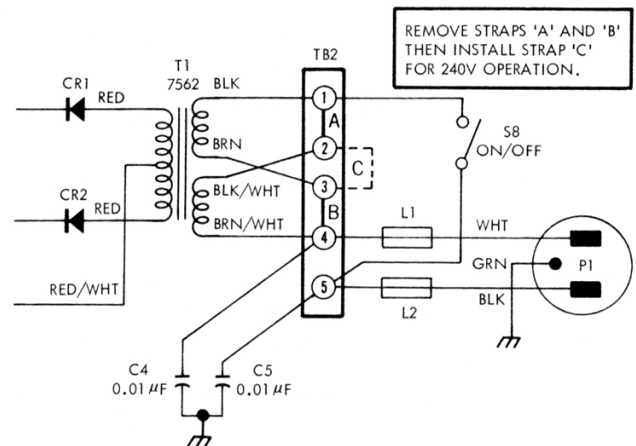 REMOVE STRAPS 'A' AND 'B'
THEN INSTALL STRAP 'C'
FOR 240V OPERATION.
T1
7562
TB2
CR1
RED
BLK
1
A
S8
ON/OFF
BRN
2
C
CR2
RED
BLK/WHT
3
B
BRN/WHT
4
L1
WHT
GRN
P1
RED/WHT
5
L2
BLK
C4
0.01 µF
C5
0.01 µF